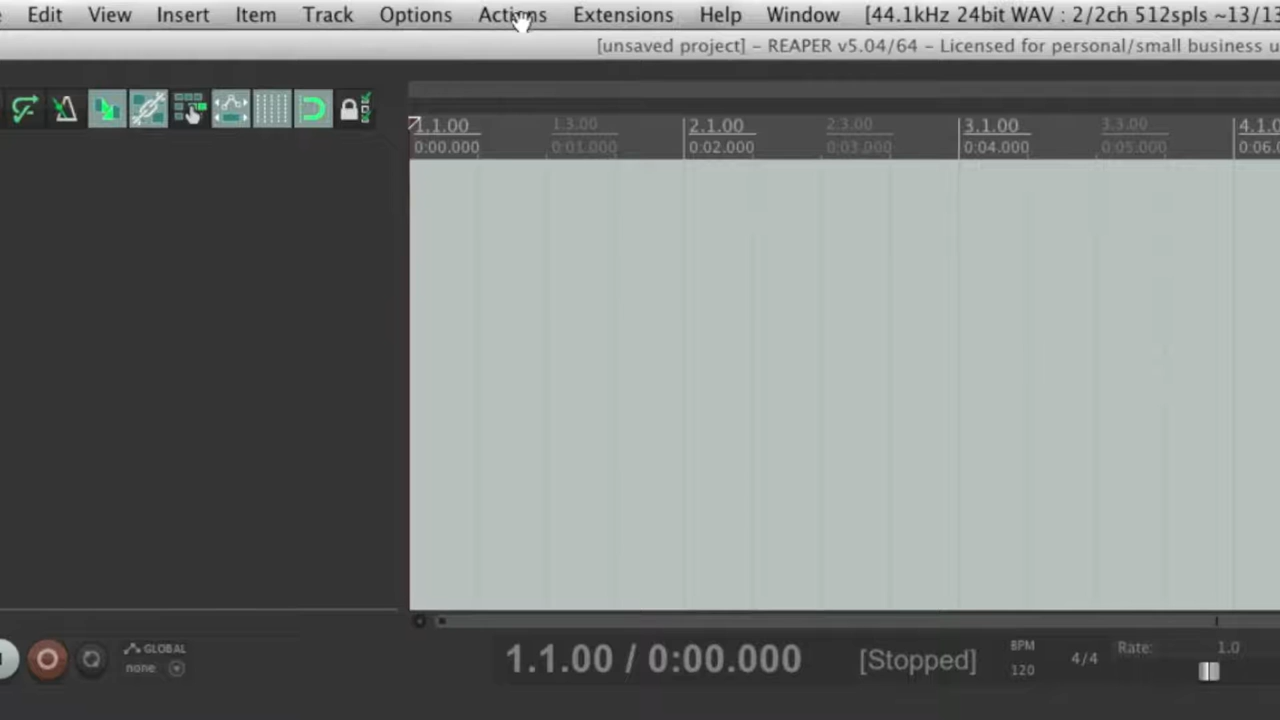 Edit View Insert Item Track Options Actions Extensions Help Window [44.1kHz 24bit WAV : 2/2ch 512spls ~13/13
[unsaved project] - REAPER v5.04/64 - Licensed for personal/small business u
1.1.00 1.3.00 2.1.00 2.3.00 3.1.00 3.3.00 4.1.0
0:00.000 0:01.000 0:02.000 0:03.000 0:04.000 0:05.000 0:06.0
GLOBAL
none
1.1.00 / 0:00.000 [Stopped]
BPM
120
4/4
Rate: 1.0